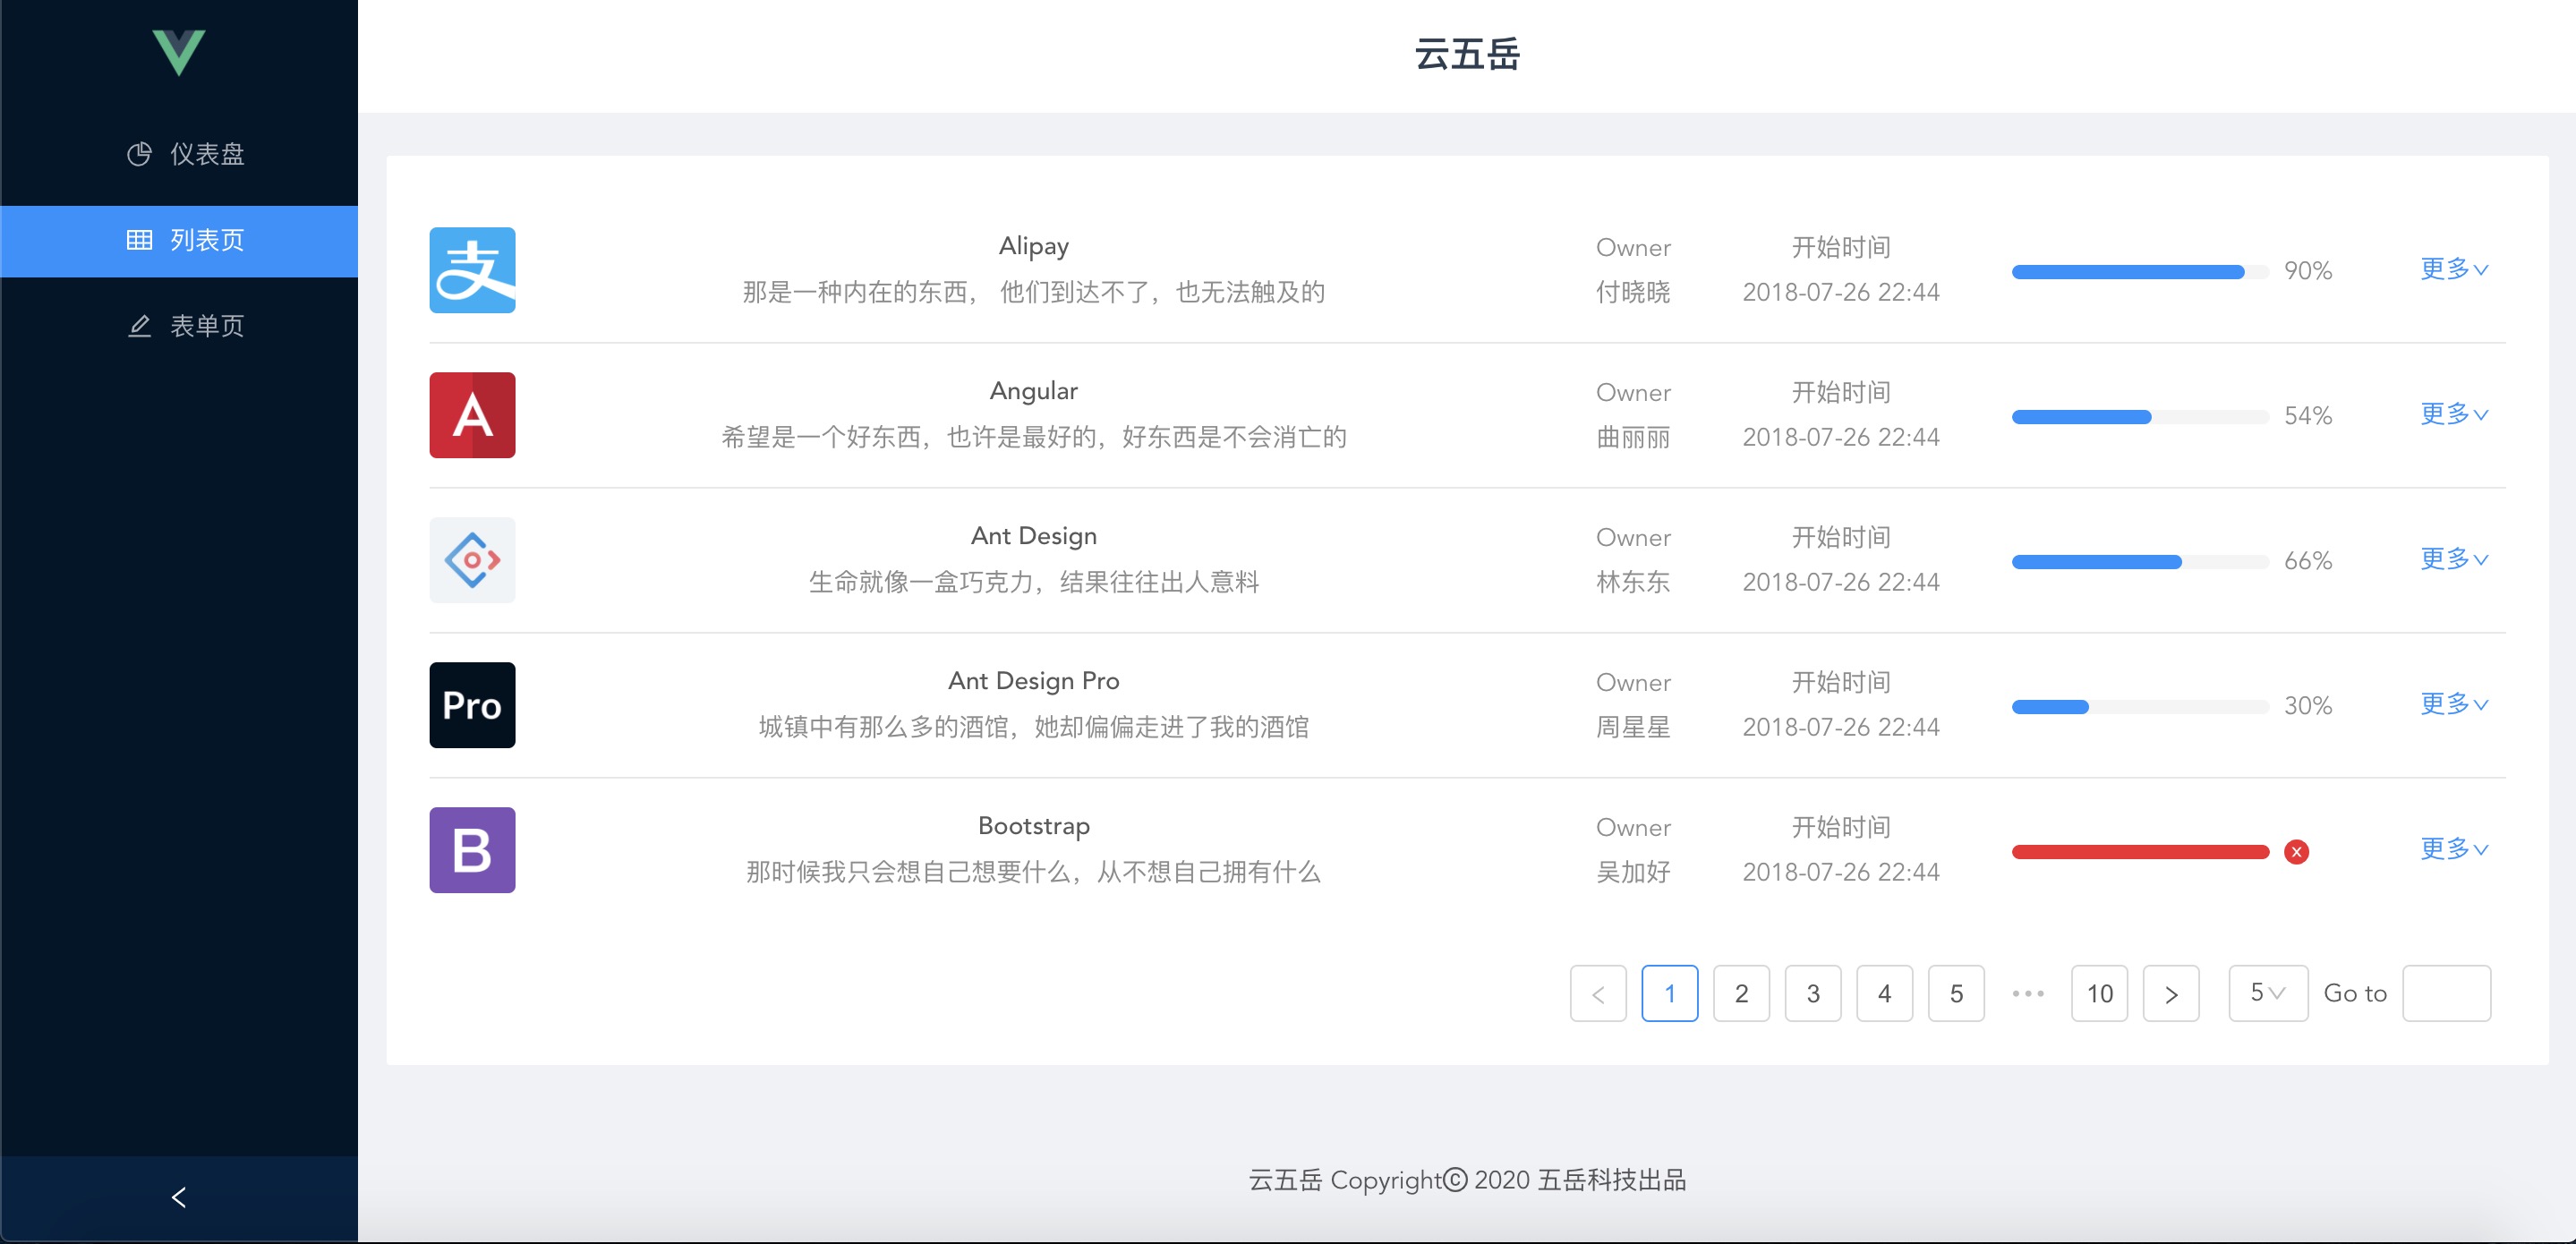 云五岳
仪表盘
列表页
表单页
支
Alipay
那是一种内在的东西， 他们到达不了，也无法触及的
Owner
付晓晓
开始时间
2018-07-26 22:44
90%
更多
A
Angular
希望是一个好东西，也许是最好的，好东西是不会消亡的
Owner
曲丽丽
开始时间
2018-07-26 22:44
54%
更多
Ant Design
生命就像一盒巧克力，结果往往出人意料
Owner
林东东
开始时间
2018-07-26 22:44
66%
更多
Pro
Ant Design Pro
城镇中有那么多的酒馆，她却偏偏走进了我的酒馆
Owner
周星星
开始时间
2018-07-26 22:44
30%
更多
B
Bootstrap
那时候我只会想自己想要什么，从不想自己拥有什么
Owner
吴加好
开始时间
2018-07-26 22:44
更多
< 1 2 3 4 5 ••• 10 > 5 Go to
云五岳 Copyright© 2020 五岳科技出品